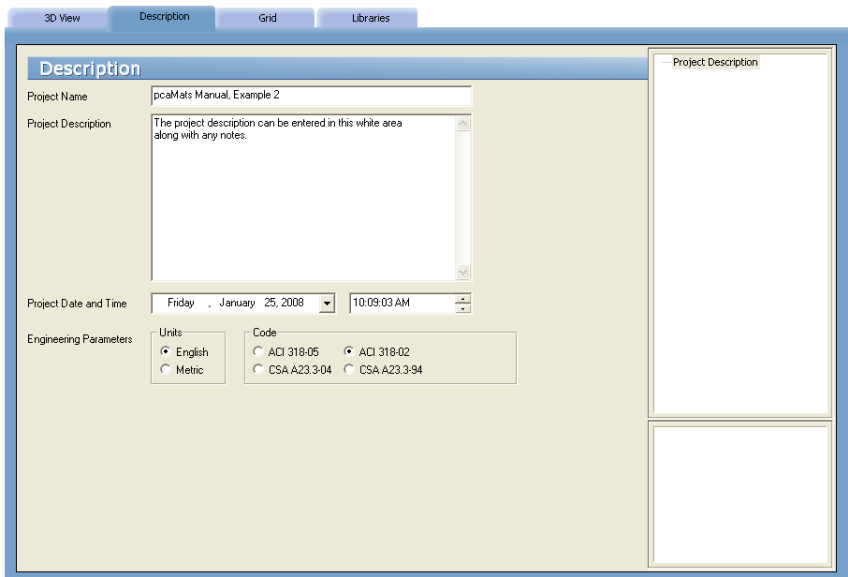 3D View
Description
Grid
Libraries
Description
Project Description
Project Name
pcaMats Manual, Example 2
Project Description
The project description can be entered in this white area
along with any notes.
Project Date and Time
Friday , January 25, 2008
10:09:03 AM
Engineering Parameters
Units
English
Metric
Code
ACI 318-05
ACI 318-02
CSA A23.3-04
CSA A23.3-94